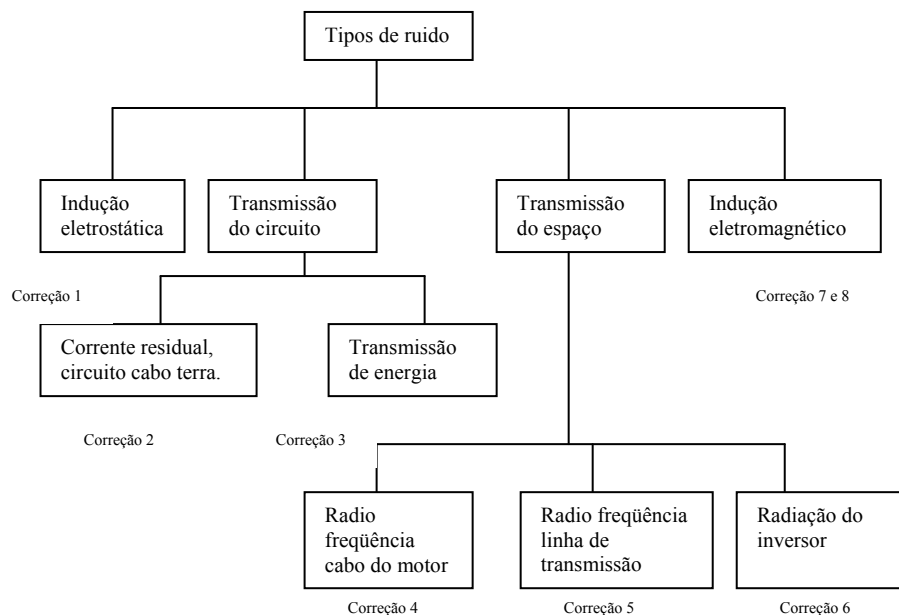 Tipos de ruido
Indução
eletrostática
Transmissão
do circuito
Transmissão
do espaço
Indução
eletromagnético
Correção 1
Correção 7 e 8
Corrente residual,
circuito cabo terra.
Transmissão
de energia
Correção 2
Correção 3
Radio
freqüência
cabo do motor
Radio freqüência
linha de
transmissão
Radiação do
inversor
Correção 4
Correção 5
Correção 6